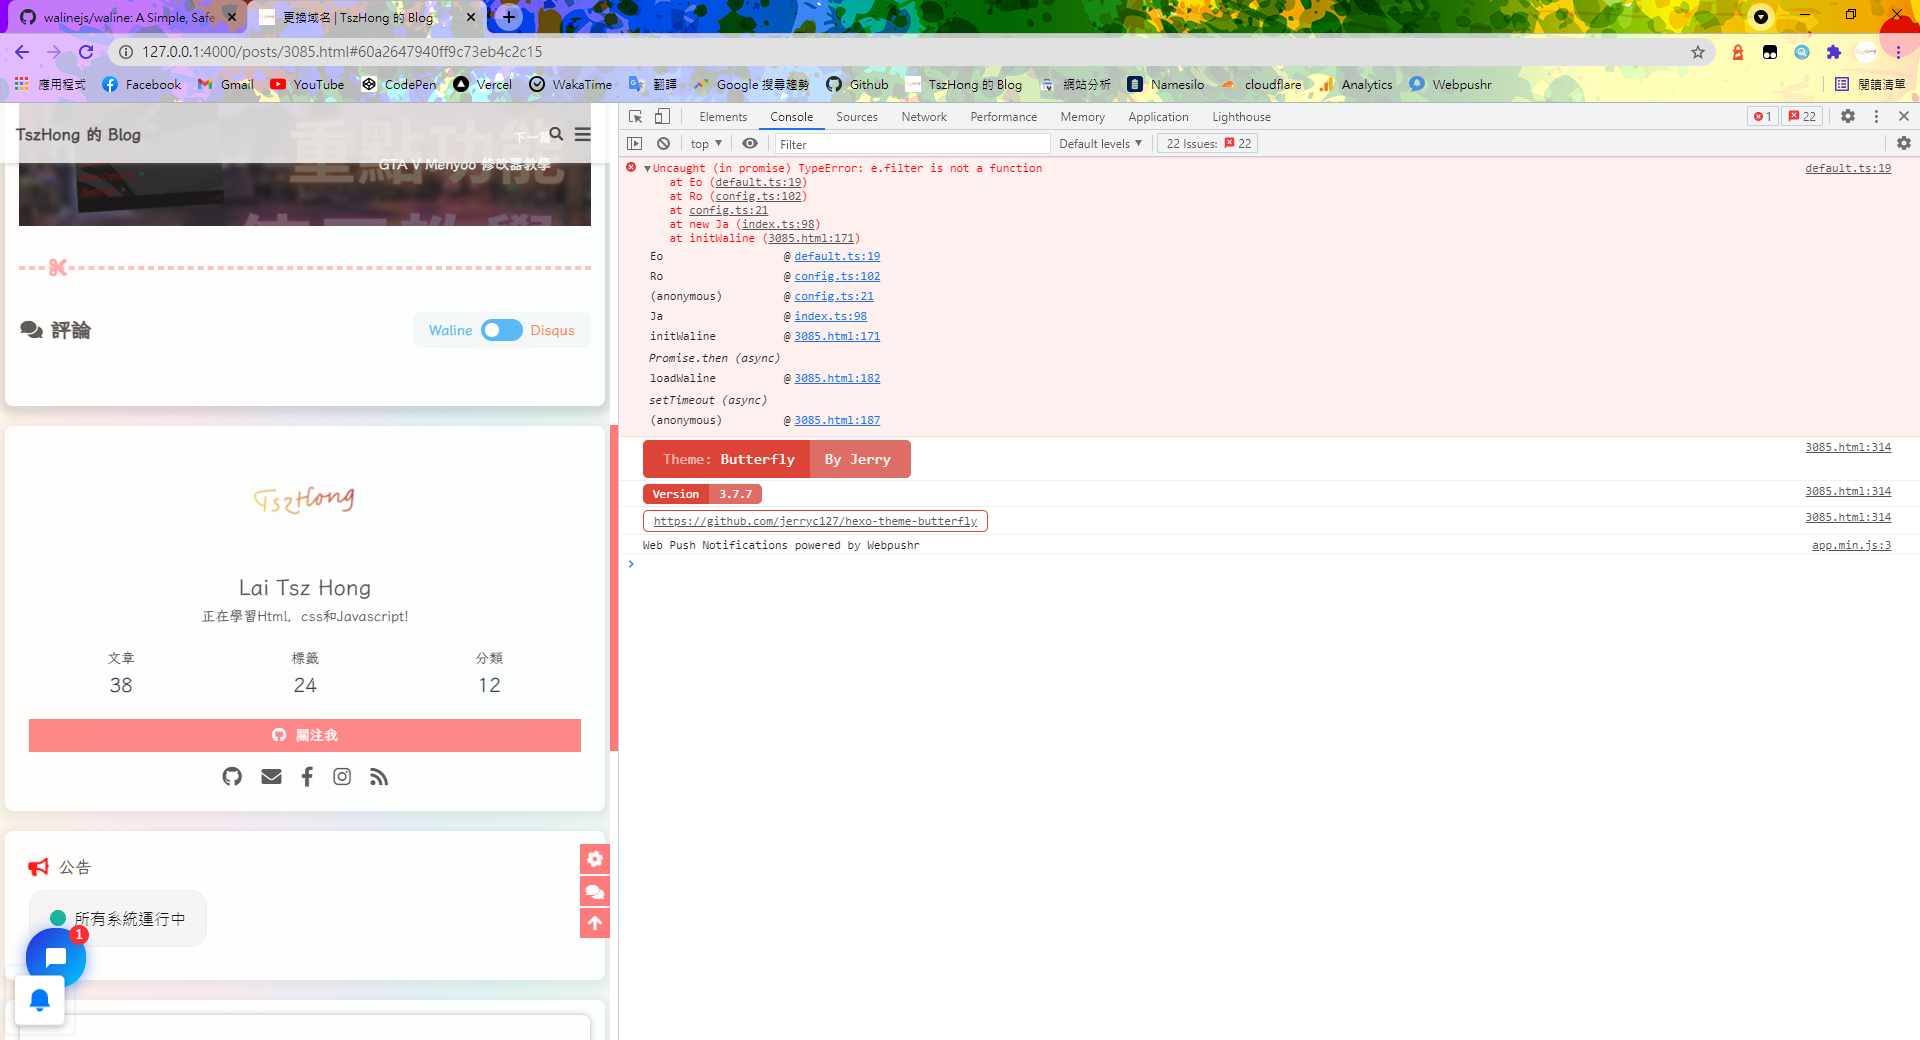 walinejs/waline: A Simple, Safe
更換域名 | TszHong 的 Blog
127.0.0.1:4000/posts/3085.html#60a2647940ff9c73eb4c2c15
應用程式 Facebook Gmail YouTube CodePen Vercel WakaTime 翻譯 Google 搜尋趨勢 Github TszHong 的 Blog 網站分析 Namesilo cloudflare Analytics Webpushr 閱讀清單
TszHong 的 Blog
下一篇
GTA V Menyoo 修改器教學
重點功能
評論
Waline Disqus
TszHong
Lai Tsz Hong
正在學習Html, css和Javascript!
文章 標籤 分類
38 24 12
關注我
公告
所有系統運行中
1
Elements Console Sources Network Performance Memory Application Lighthouse 1 22
top Filter Default levels 22 Issues: 22
Uncaught (in promise) TypeError: e.filter is not a function default.ts:19
at Eo (default.ts:19)
at Ro (config.ts:102)
at config.ts:21
at new Ja (index.ts:98)
at initWaline (3085.html:171)
Eo @ default.ts:19
Ro @ config.ts:102
(anonymous) @ config.ts:21
Ja @ index.ts:98
initWaline @ 3085.html:171
Promise.then (async)
loadWaline @ 3085.html:182
setTimeout (async)
(anonymous) @ 3085.html:187
Theme: Butterfly By Jerry 3085.html:314
Version 3.7.7 3085.html:314
https://github.com/jerryc127/hexo-theme-butterfly 3085.html:314
Web Push Notifications powered by Webpushr app.min.js:3